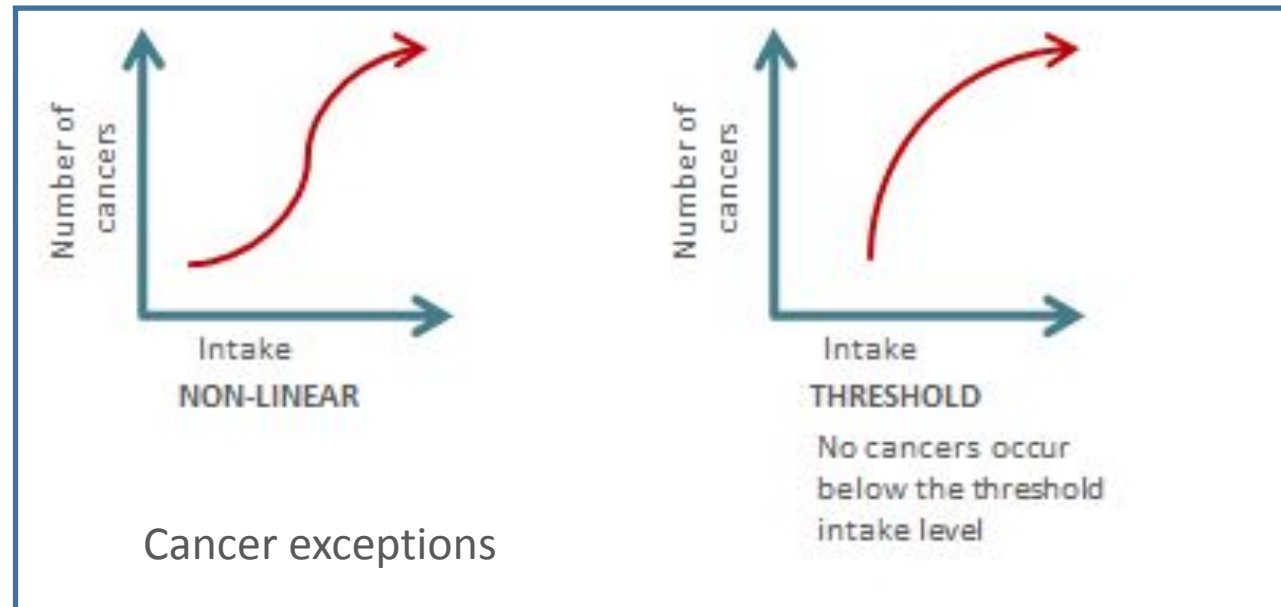 Number of
cancers
Intake
NON-LINEAR
Number of
cancers
Intake
THRESHOLD
No cancers occur
below the threshold
intake level
Cancer exceptions